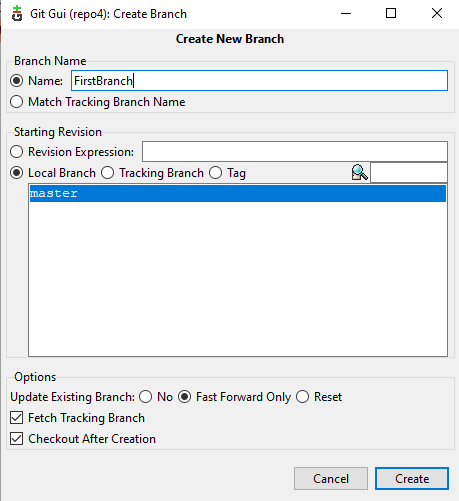 Git Gui (repo4): Create Branch
Create New Branch
Branch Name
Name: FirstBranch
Match Tracking Branch Name
Starting Revision
Revision Expression:
Local Branch Tracking Branch Tag
master
Options
Update Existing Branch: No Fast Forward Only Reset
Fetch Tracking Branch
Checkout After Creation
Cancel Create